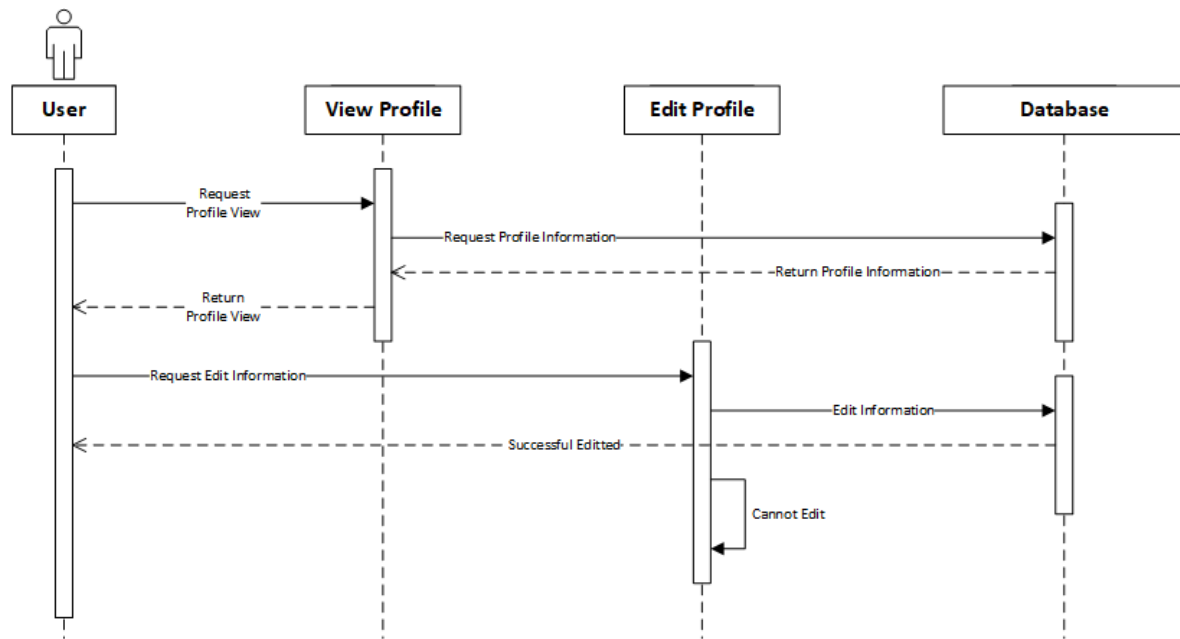 User
View Profile
Edit Profile
Database
Request
Profile View
Request Profile Information
Return Profile Information
Return
Profile View
Request Edit Information
Edit Information
Successful Editted
Cannot Edit